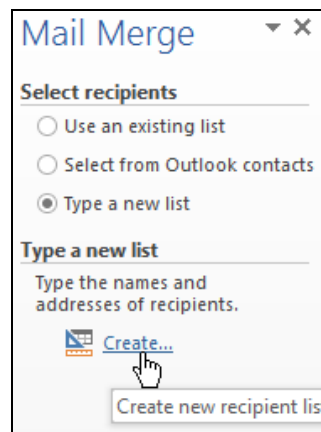 Mail Merge
Select recipients
Use an existing list
Select from Outlook contacts
Type a new list
Type a new list
Type the names and
addresses of recipients.
Create...
Create new recipient lis